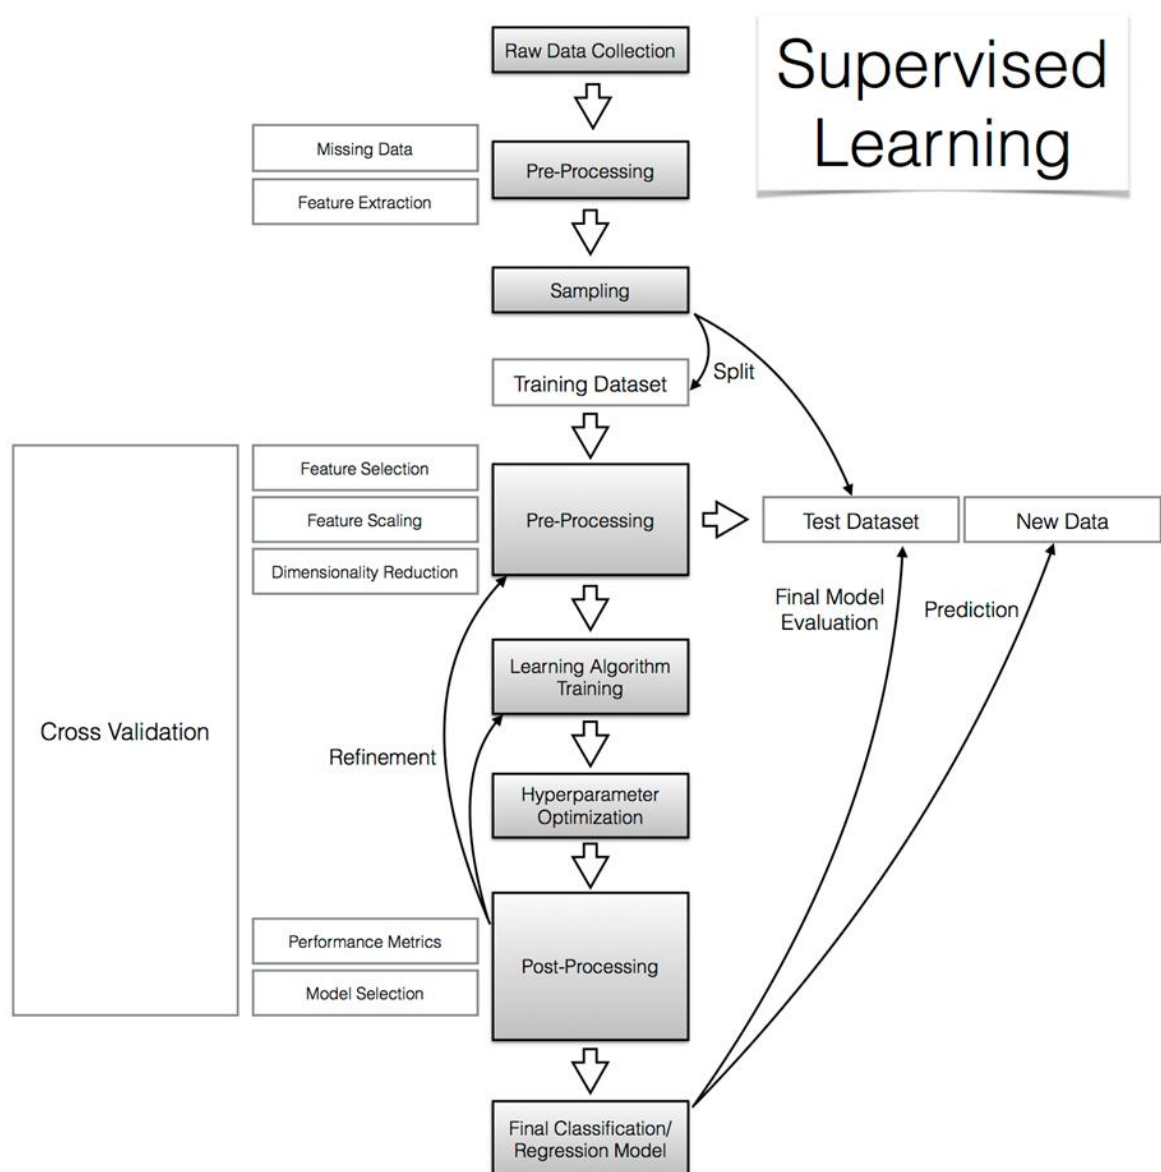 Supervised
Learning
Raw Data Collection
Missing Data
Feature Extraction
Pre-Processing
Sampling
Split
Training Dataset
Cross Validation
Feature Selection
Feature Scaling
Dimensionality Reduction
Pre-Processing
Test Dataset
New Data
Final Model
Evaluation
Prediction
Learning Algorithm
Training
Refinement
Hyperparameter
Optimization
Performance Metrics
Model Selection
Post-Processing
Final Classification/
Regression Model